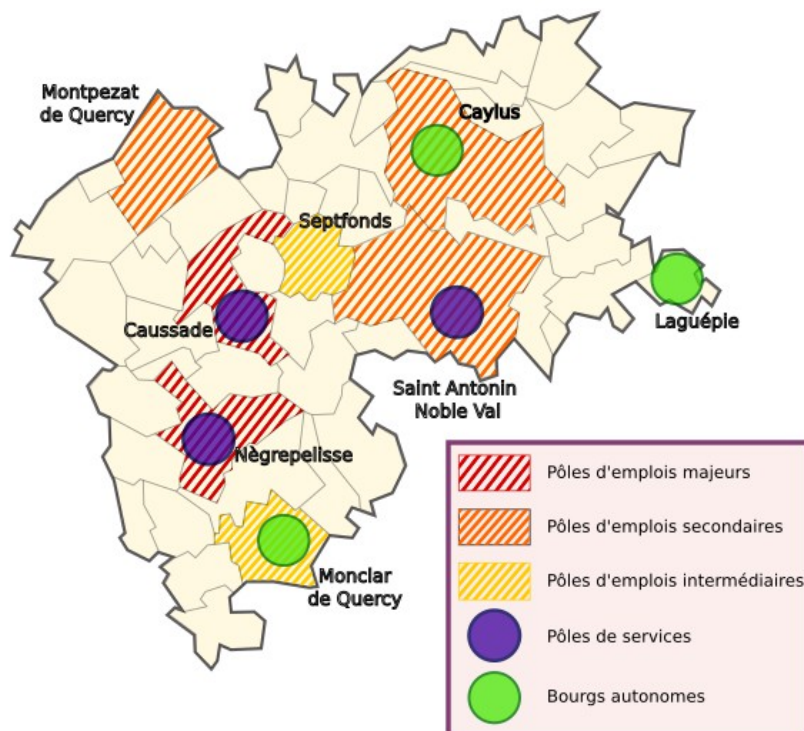 Montpezat
de Quercy
Caylus
Septfonds
Caussade
Laguépie
Saint Antonin
Noble Val
Nègrepelisse
Monclar
de Quercy
Pôles d'emplois majeurs
Pôles d'emplois secondaires
Pôles d'emplois intermédiaires
Pôles de services
Bourgs autonomes